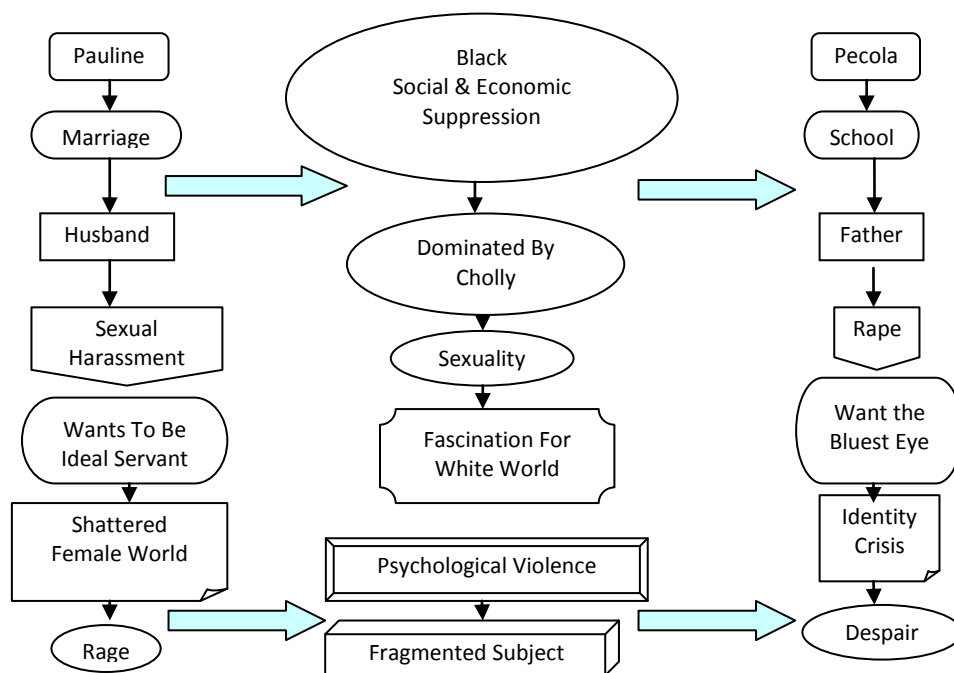 Pauline
Marriage
Husband
Sexual
Harassment
Wants To Be
Ideal Servant
Shattered
Female World
Rage
Black
Social & Economic
Suppression
Dominated By
Cholly
Sexuality
Fascination For
White World
Psychological Violence
Fragmented Subject
Pecola
School
Father
Rape
Want the
Bluest Eye
Identity
Crisis
Despair